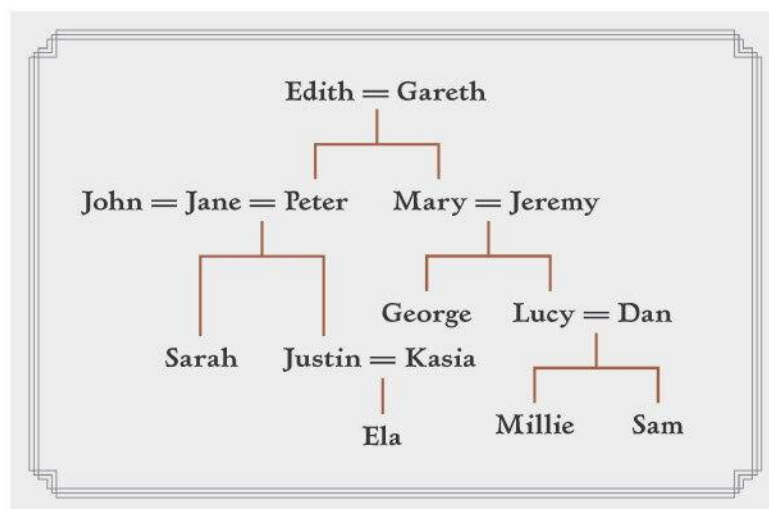 Edith = Gareth
John = Jane = Peter
Mary = Jeremy
George
Lucy = Dan
Sarah
Justin = Kasia
Millie
Sam
Ela